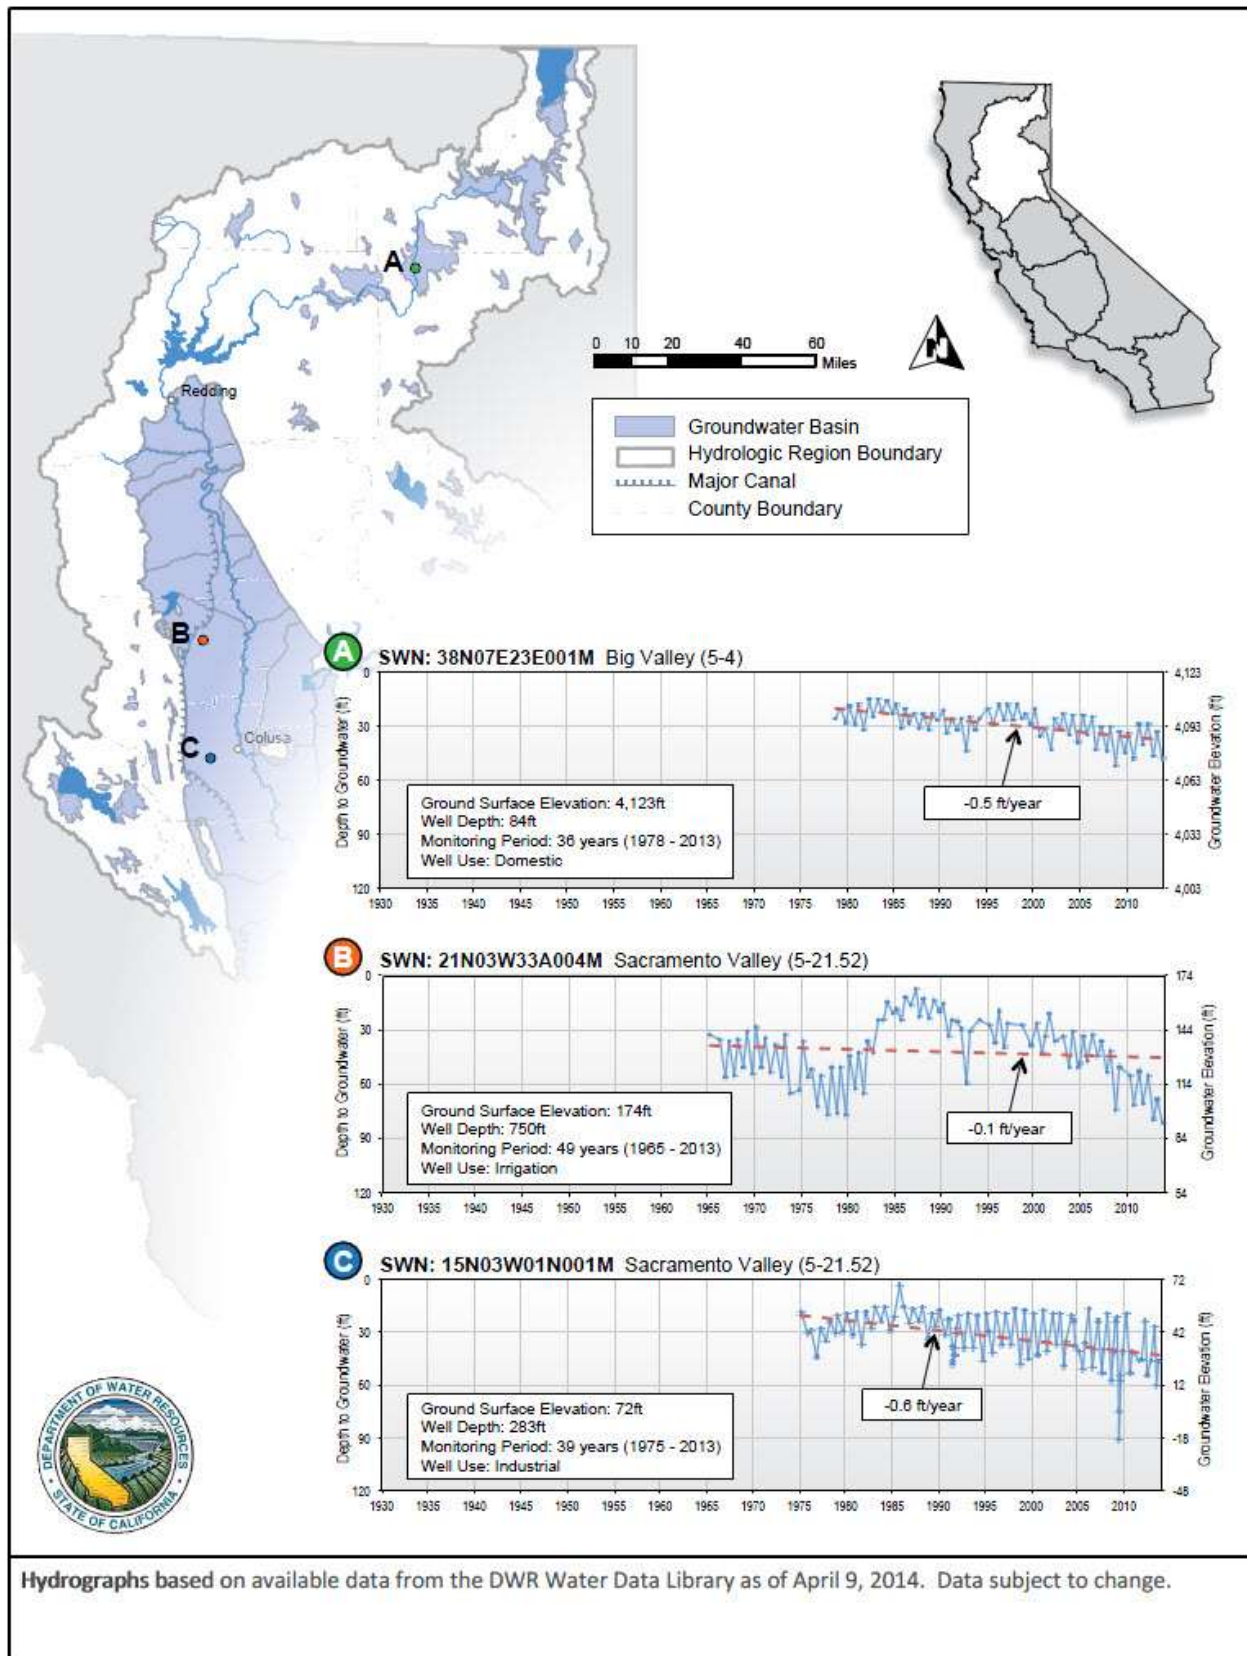 A
Redding
0 10 20 40 60
Miles
N
Groundwater Basin
Hydrologic Region Boundary
Major Canal
County Boundary
B
C
Colusa
A SWN: 38N07E23E001M Big Valley (5-4)
Depth to Groundwater (ft)
0
30
60
90
120
4,123
4,093
4,063
4,033
4,003
Groundwater Elevation (ft)
Ground Surface Elevation: 4,123ft
Well Depth: 84ft
Monitoring Period: 36 years (1978 - 2013)
Well Use: Domestic
-0.5 ft/year
1930 1935 1940 1945 1950 1955 1960 1965 1970 1975 1980 1985 1990 1995 2000 2005 2010
B SWN: 21N03W33A004M Sacramento Valley (5-21.52)
Depth to Groundwater (ft)
0
30
60
90
120
174
144
114
84
54
Groundwater Elevation (ft)
Ground Surface Elevation: 174ft
Well Depth: 750ft
Monitoring Period: 49 years (1965 - 2013)
Well Use: Irrigation
-0.1 ft/year
1930 1935 1940 1945 1950 1955 1960 1965 1970 1975 1980 1985 1990 1995 2000 2005 2010
C SWN: 15N03W01N001M Sacramento Valley (5-21.52)
Depth to Groundwater (ft)
0
30
60
90
120
72
42
12
-18
-48
Groundwater Elevation (ft)
Ground Surface Elevation: 72ft
Well Depth: 283ft
Monitoring Period: 39 years (1975 - 2013)
Well Use: Industrial
-0.6 ft/year
1930 1935 1940 1945 1950 1955 1960 1965 1970 1975 1980 1985 1990 1995 2000 2005 2010
DEPARTMENT OF WATER RESOURCES
STATE OF CALIFORNIA
Hydrographs based on available data from the DWR Water Data Library as of April 9, 2014. Data subject to change.